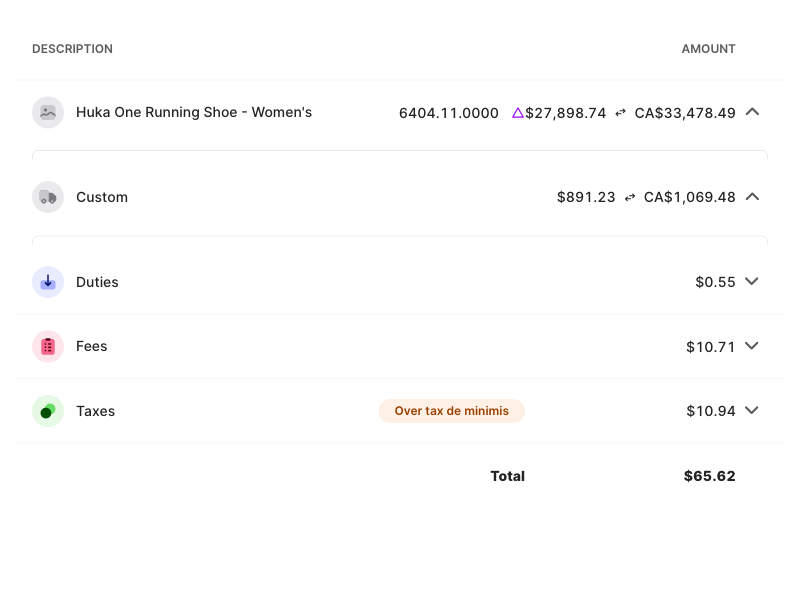 DESCRIPTION AMOUNT
Huka One Running Shoe - Women's 6404.11.0000 $27,898.74 CA$33,478.49
Custom $891.23 CA$1,069.48
Duties $0.55
Fees $10.71
Taxes Over tax de minimis $10.94
Total $65.62